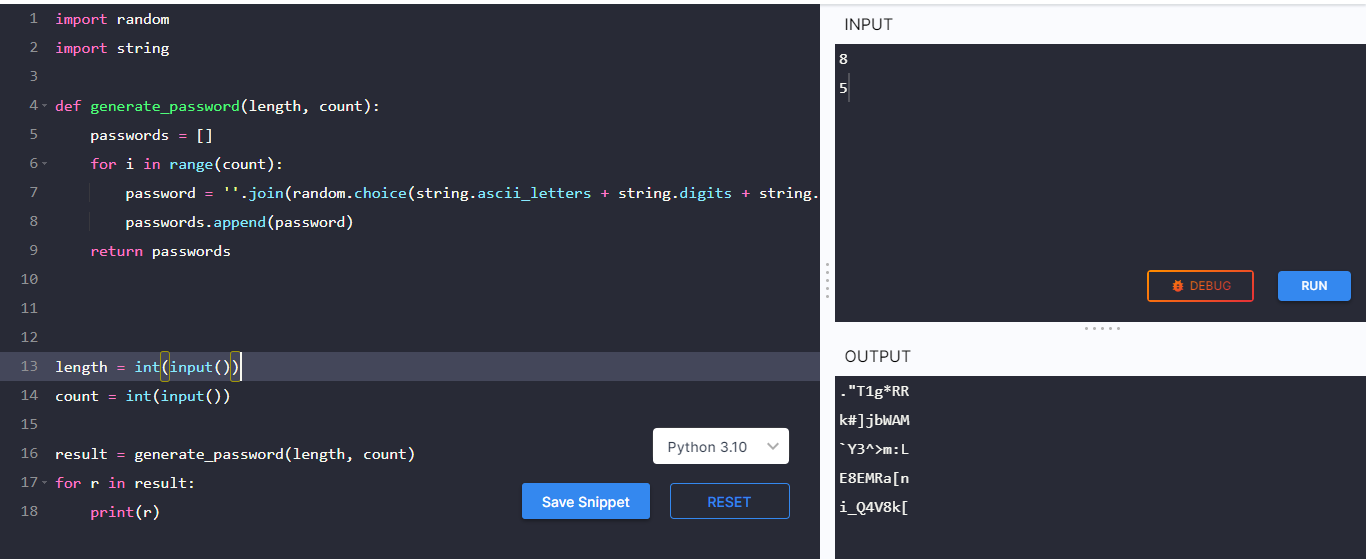 1 import random
2 import string
3
4 def generate_password(length, count):
5     passwords = []
6     for i in range(count):
7         password = ''.join(random.choice(string.ascii_letters + string.digits + string.
8         passwords.append(password)
9     return passwords
10
11
12
13 length = int(input())
14 count = int(input())
15
16 result = generate_password(length, count)
17 for r in result:
18     print(r)
Python 3.10
Save Snippet
RESET
INPUT
8
5
DEBUG
RUN
OUTPUT
."T1g*RR
k#]jbWAM
`Y3^>m:L
E8EMRa[n
i_Q4V8k[